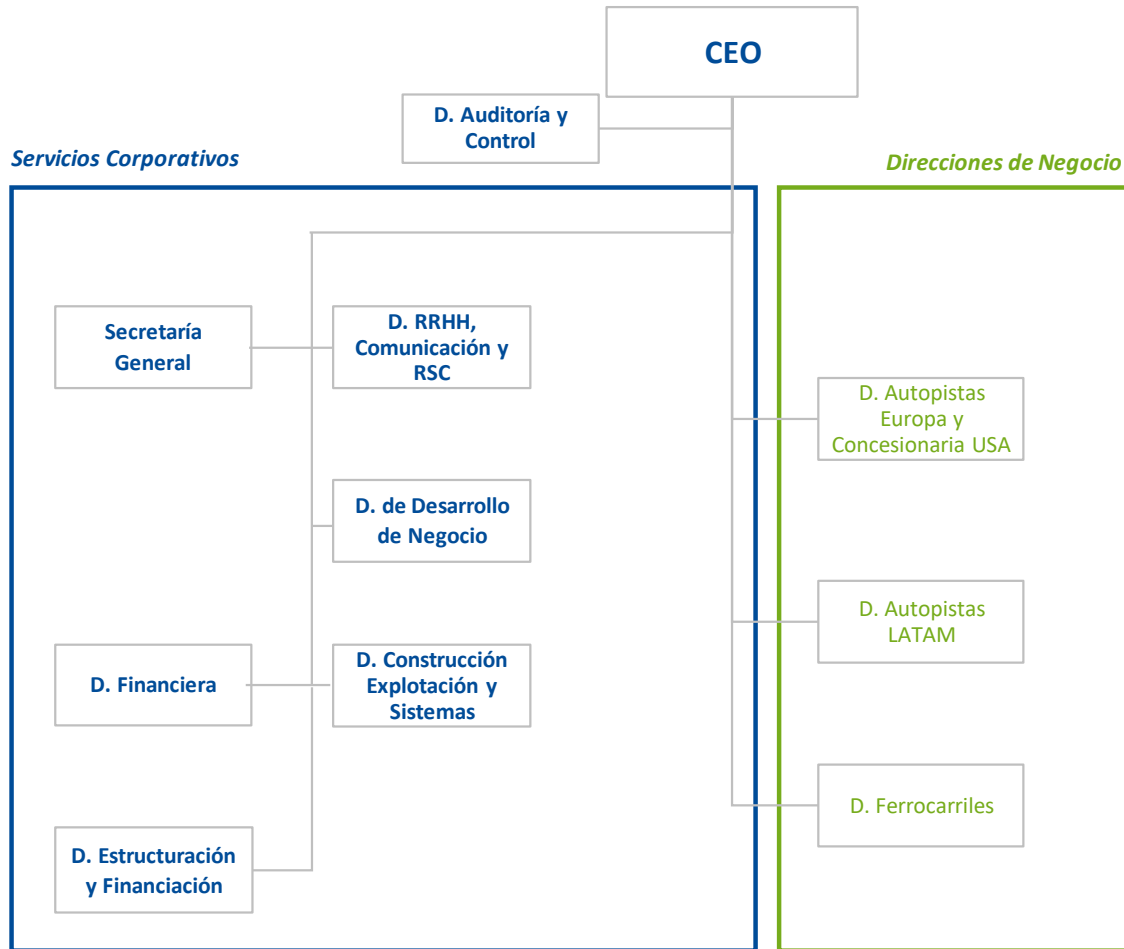 CEO
D. Auditoría y
Control
Servicios Corporativos
Direcciones de Negocio
Secretaría
General
D. RRHH,
Comunicación y
RSC
D. de Desarrollo
de Negocio
D. Financiera
D. Construcción
Explotación y
Sistemas
D. Estructuración
y Financiación
D. Autopistas
Europa y
Concesionaria USA
D. Autopistas
LATAM
D. Ferrocarriles